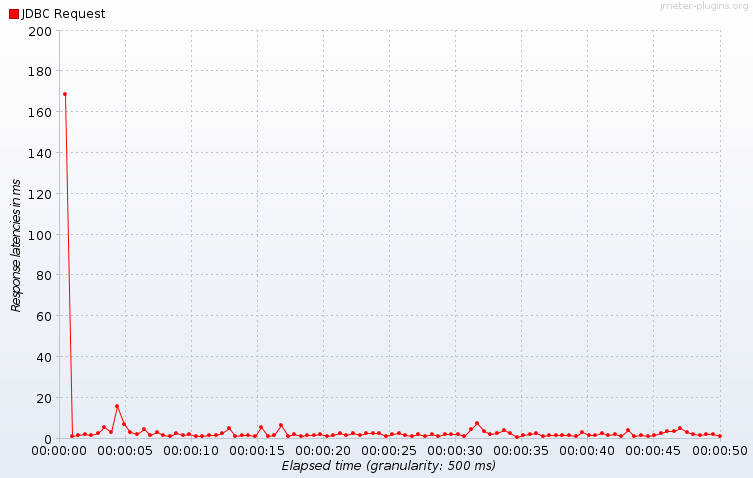 jmeter-plugins.org
JDBC Request
200
180
160
140
120
100
80
60
40
20
0
Response latencies in ms
00:00:00 00:00:05 00:00:10 00:00:15 00:00:20 00:00:25 00:00:30 00:00:35 00:00:40 00:00:45 00:00:50
Elapsed time (granularity: 500 ms)